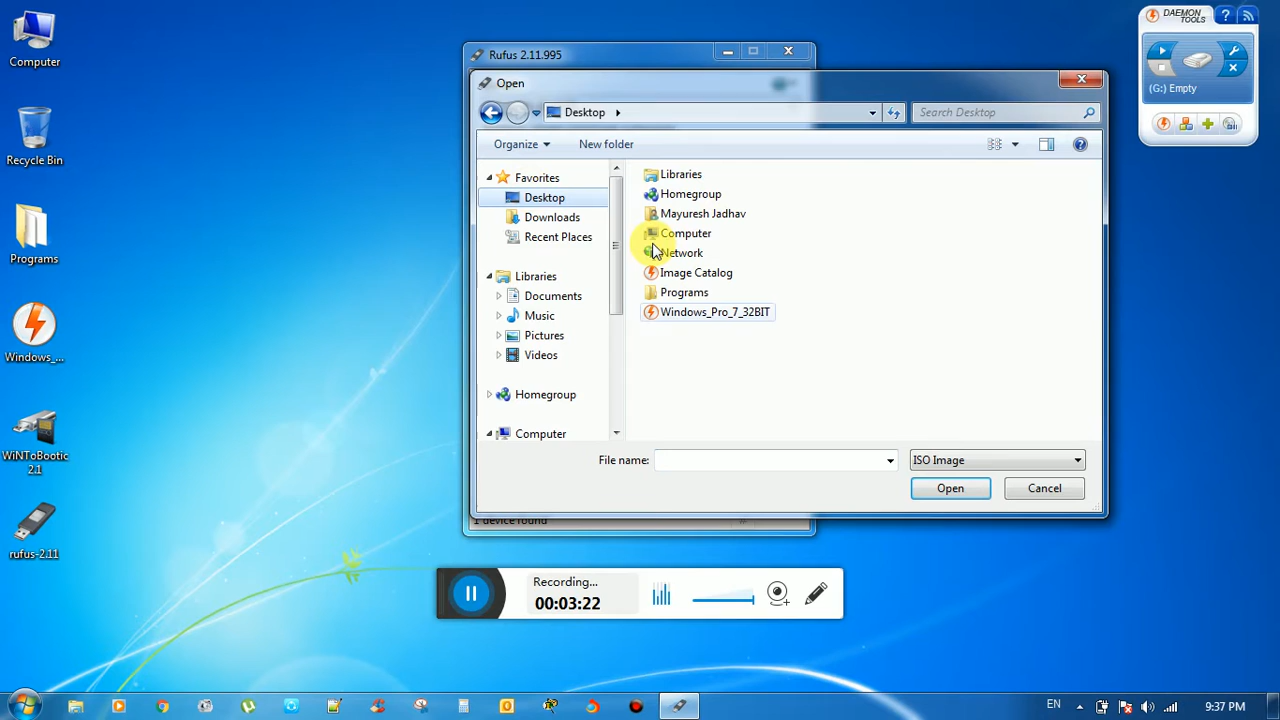 Computer
Recycle Bin
Programs
Windows_...
WiNToBootic
2.1
rufus-2.11
Rufus 2.11.995
Open
Desktop
Search Desktop
Organize
New folder
Favorites
Desktop
Downloads
Recent Places
Libraries
Documents
Music
Pictures
Videos
Homegroup
Computer
Libraries
Homegroup
Mayuresh Jadhav
Computer
Network
Image Catalog
Programs
Windows_Pro_7_32BIT
File name:
ISO Image
Open
Cancel
1 device found
Recording...
00:03:22
DAEMON
TOOLS
(G:) Empty
EN
9:37 PM